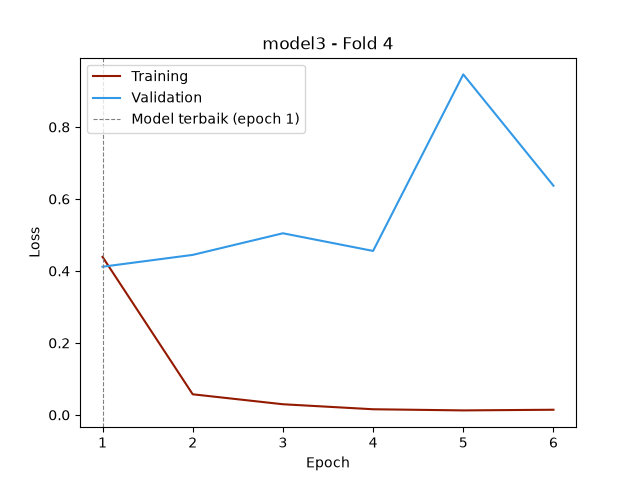 model3 - Fold 4
Training
Validation
Model terbaik (epoch 1)
0.8
0.6
0.4
0.2
0.0
Loss
1 2 3 4 5 6
Epoch